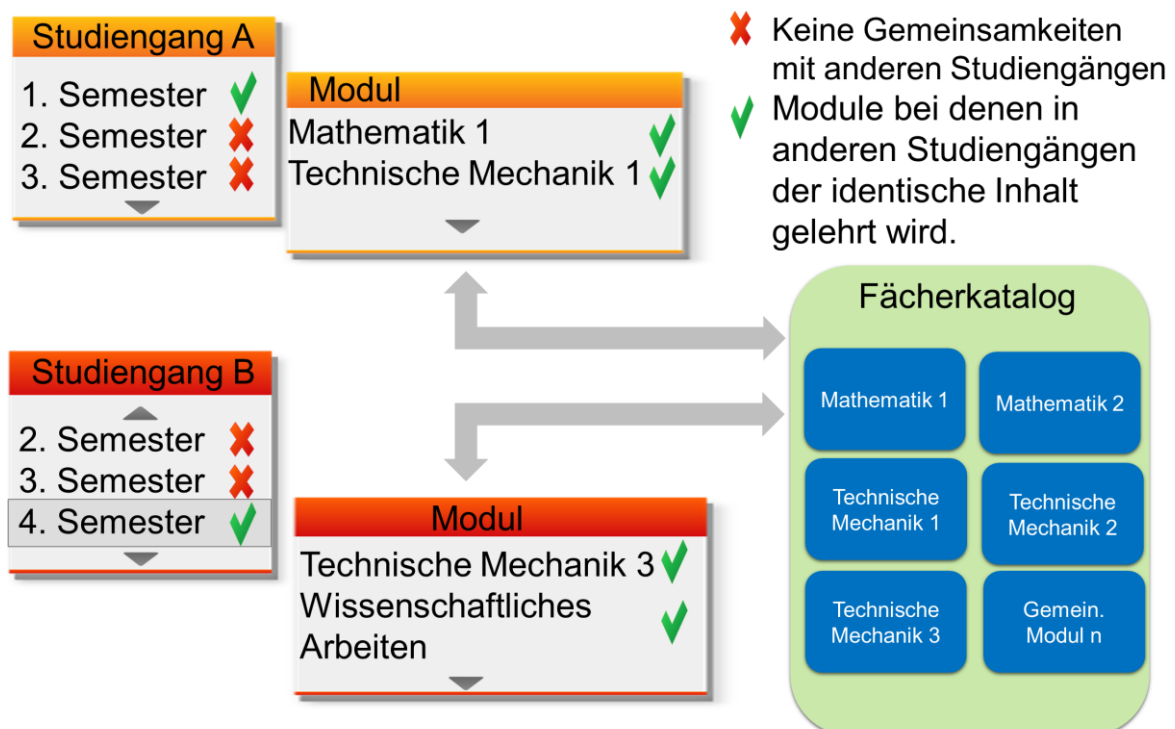 Studiengang A
1. Semester
2. Semester
3. Semester
Modul
Mathematik 1
Technische Mechanik 1
Keine Gemeinsamkeiten
mit anderen Studiengängen
Module bei denen in
anderen Studiengängen
der identische Inhalt
gelehrt wird.
Studiengang B
2. Semester
3. Semester
4. Semester
Modul
Technische Mechanik 3
Wissenschaftliches
Arbeiten
Fächerkatalog
Mathematik 1
Mathematik 2
Technische
Mechanik 1
Technische
Mechanik 2
Technische
Mechanik 3
Gemein.
Modul n